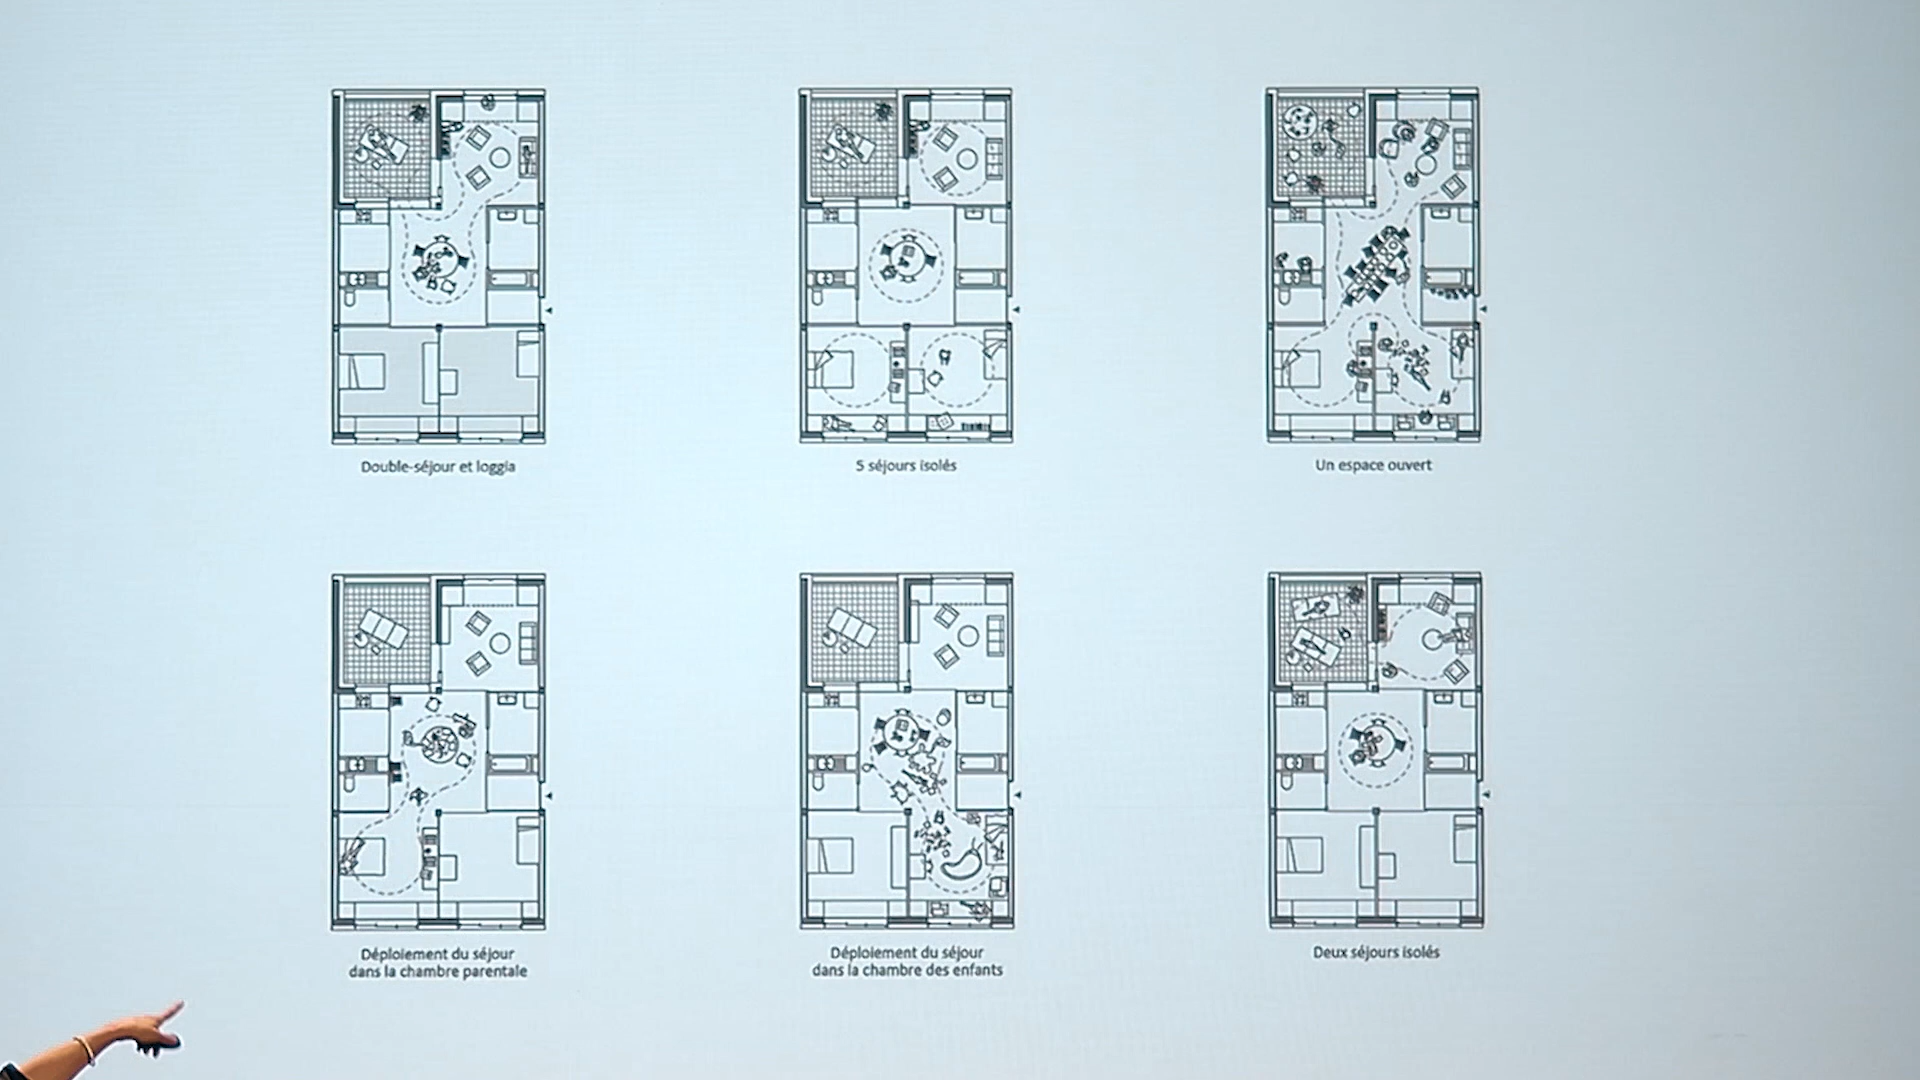 Double-séjour et loggia
5 séjours isolés
Un espace ouvert
Déploiement du séjour
dans la chambre parentale
Déploiement du séjour
dans la chambre des enfants
Deux séjours isolés